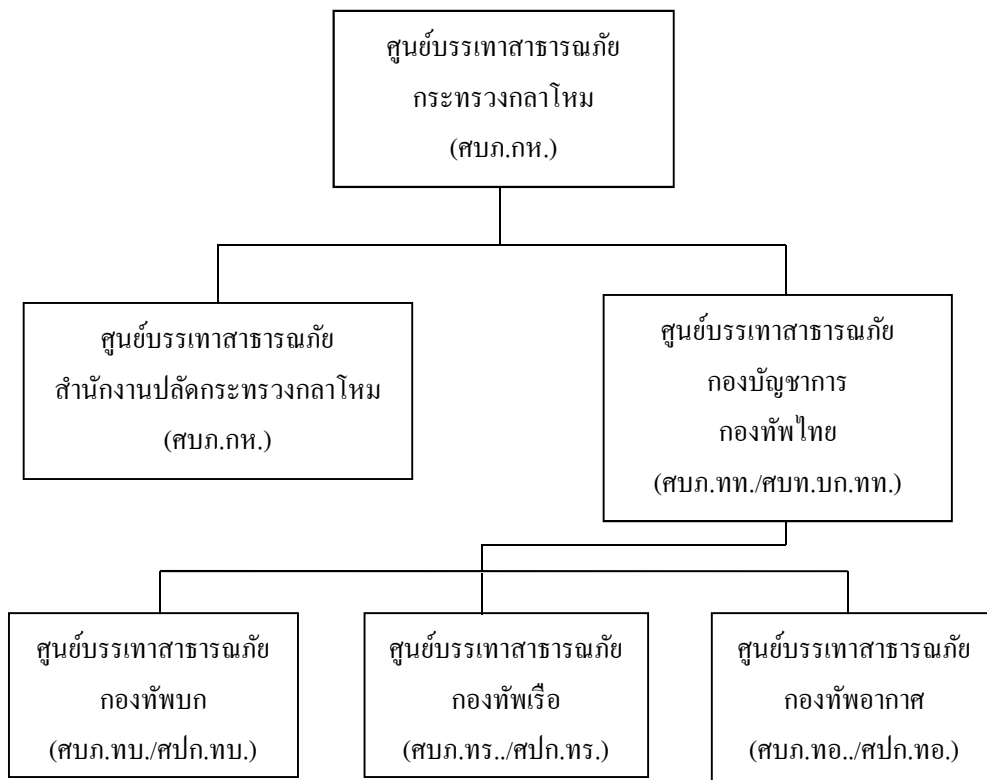 ศูนย์บรรเทาสาธารณภัย
กระทรวงกลาโหม
(ศบภ.กห.)
ศูนย์บรรเทาสาธารณภัย
สำนักงานปลัดกระทรวงกลาโหม
(ศบภ.กห.)
ศูนย์บรรเทาสาธารณภัย
กองบัญชาการ
กองทัพไทย
(ศบภ.ทท./ศบท.บก.ทท.)
ศูนย์บรรเทาสาธารณภัย
กองทัพบก
(ศบภ.ทบ./ศปก.ทบ.)
ศูนย์บรรเทาสาธารณภัย
กองทัพเรือ
(ศบภ.ทร../ศปก.ทร.)
ศูนย์บรรเทาสาธารณภัย
กองทัพอากาศ
(ศบภ.ทอ../ศปก.ทอ.)